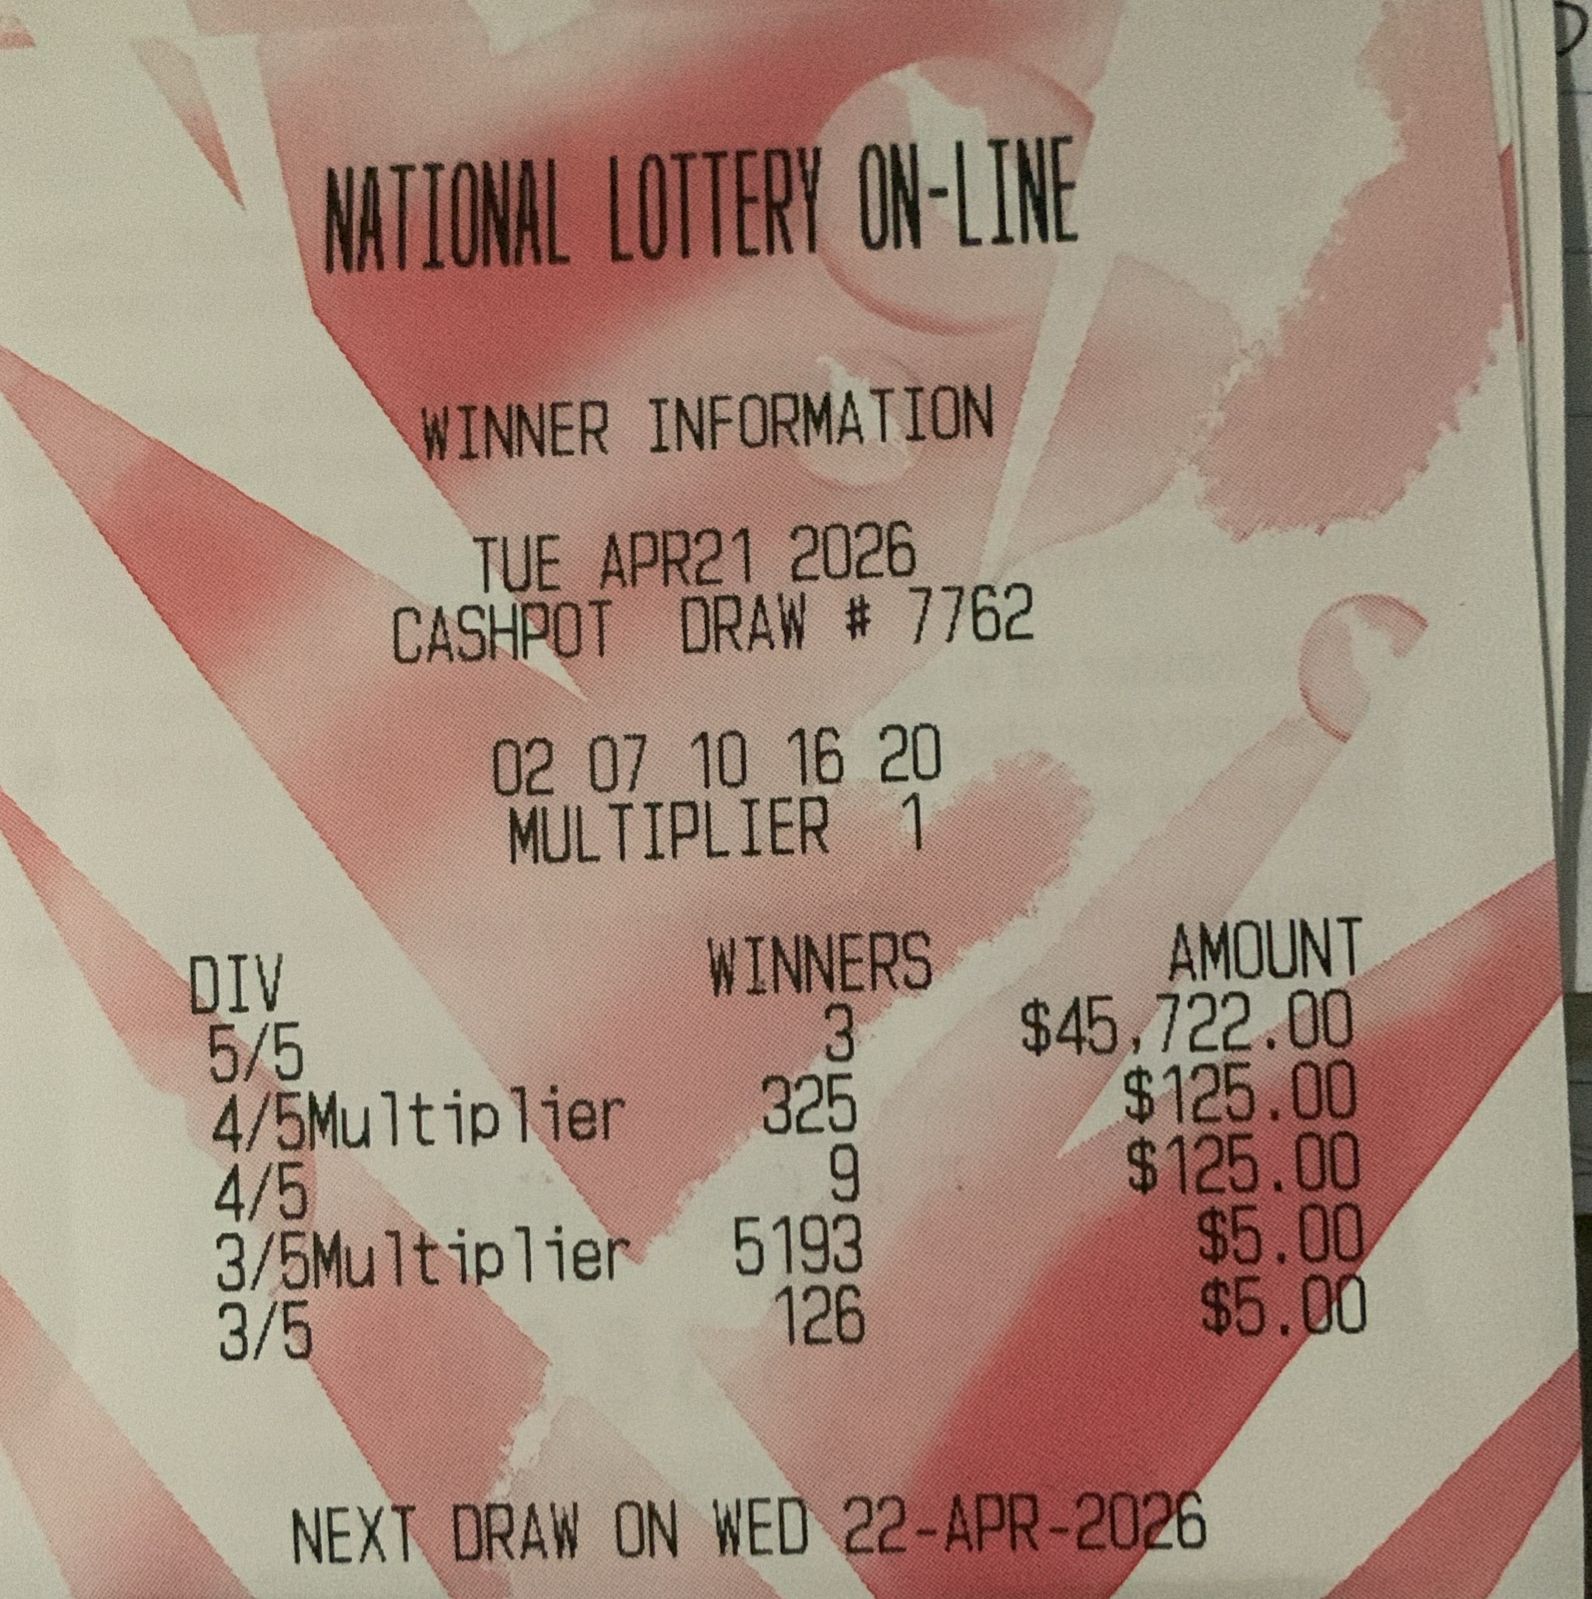 NATIONAL LOTTERY ON-LINE
WINNER INFORMATION
TUE APR21 2026
CASHPOT DRAW # 7762
02 07 10 16 20
MULTIPLIER 1
DIV WINNERS AMOUNT
5/5 3 $45,722.00
4/5Multiplier 325 $125.00
4/5 9 $125.00
3/5Multiplier 5193 $5.00
3/5 126 $5.00
NEXT DRAW ON WED 22-APR-2026